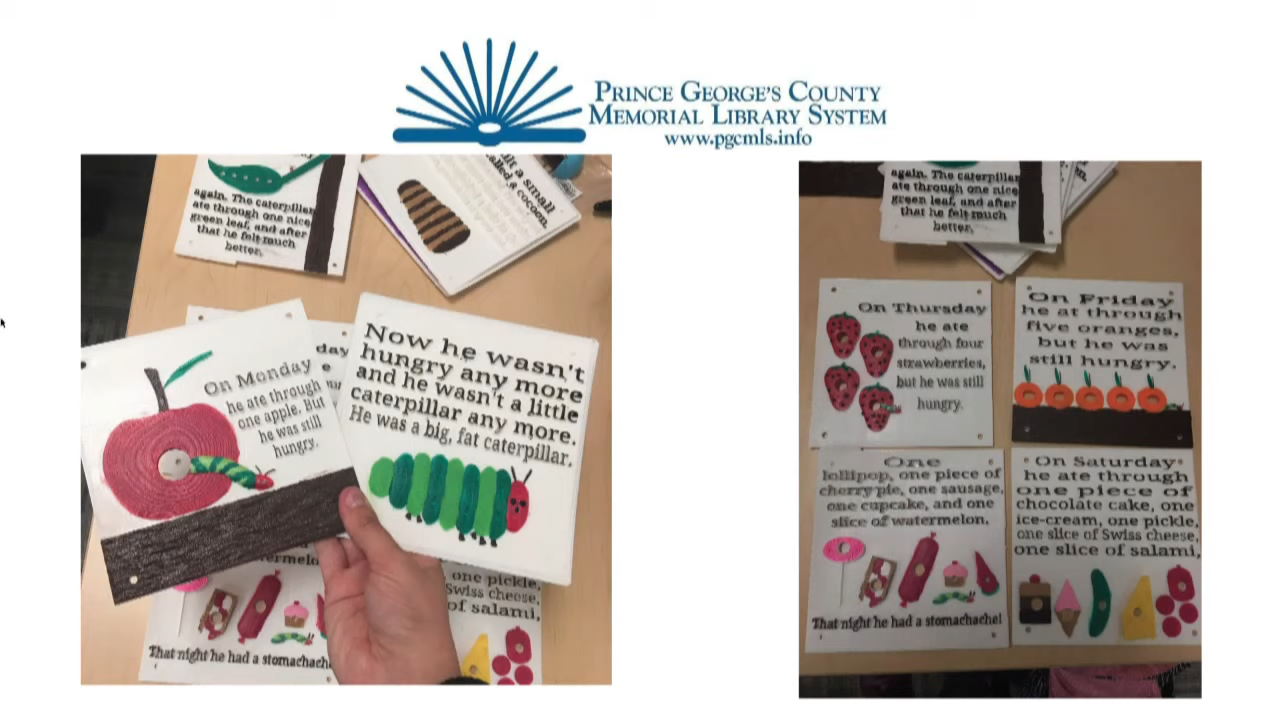 PRINCE GEORGE'S COUNTY
MEMORIAL LIBRARY SYSTEM
www.pgcmls.info
again. The caterpillar
ate through one nice
green leaf, and after
that he felt much
better.
a small
called a cocoon.
On Monday
he ate through
one apple. But
he was still
hungry.
Now he wasn't
hungry any more
and he wasn't a little
caterpillar any more.
He was a big, fat caterpillar.
day
one pickle,
Swiss cheese,
of salami,
That night he had a stomachache
again. The caterpillar
ate through one nice
green leaf, and after
that he felt much
better.
On Thursday
he ate
through four
strawberries,
but he was still
hungry.
On Friday
he at through
five oranges,
but he was
still hungry.
One
lollipop, one piece of
cherry pie, one sausage,
one cupcake, and one
slice of watermelon.
That night he had a stomachache!
On Saturday
he ate through
one piece of
chocolate cake, one
ice-cream, one pickle,
one slice of Swiss cheese,
one slice of salami,